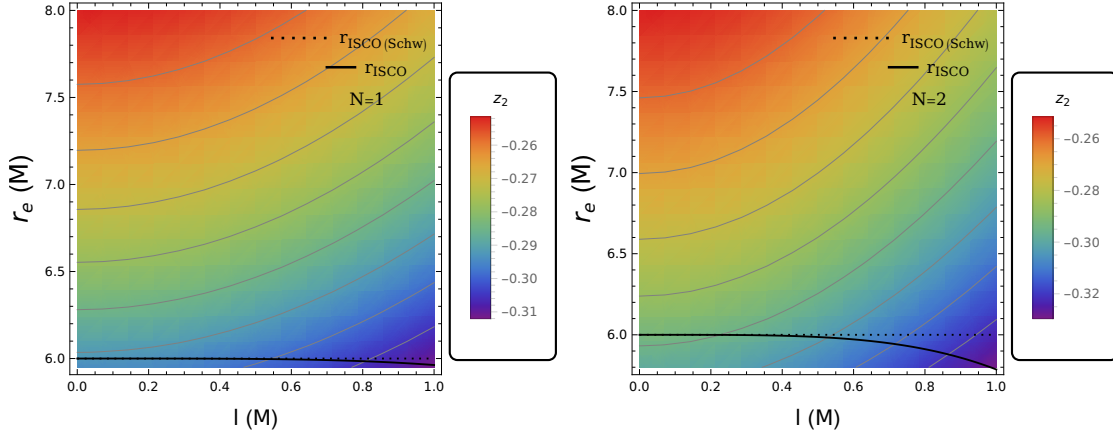 8.0
7.5
7.0
6.5
6.0
r_e (M)
0.0 0.2 0.4 0.6 0.8 1.0
l (M)
r_ISCO (Schw)
r_ISCO
N=1
z_2
−0.26
−0.27
−0.28
−0.29
−0.30
−0.31
8.0
7.5
7.0
6.5
6.0
r_e (M)
0.0 0.2 0.4 0.6 0.8 1.0
l (M)
r_ISCO (Schw)
r_ISCO
N=2
z_2
−0.26
−0.28
−0.30
−0.32